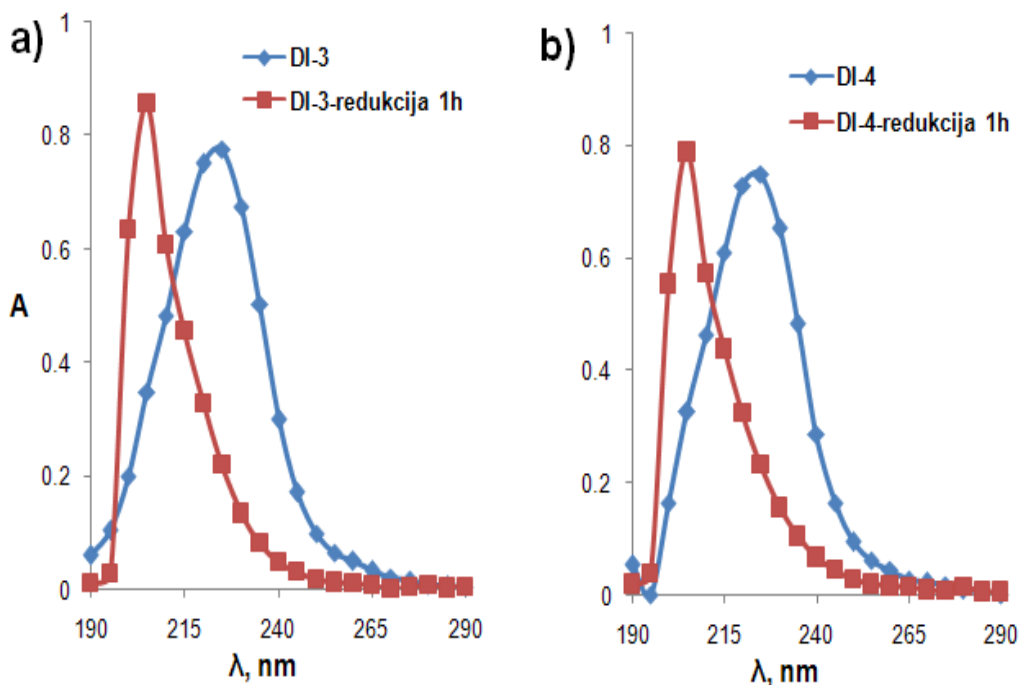 a)
DI-3
DI-3-redukcija 1h
1
0.8
0.6
0.4
0.2
0
A
190 215 240 265 290
λ, nm
b)
DI-4
DI-4-redukcija 1h
1
0.8
0.6
0.4
0.2
0
190 215 240 265 290
λ, nm